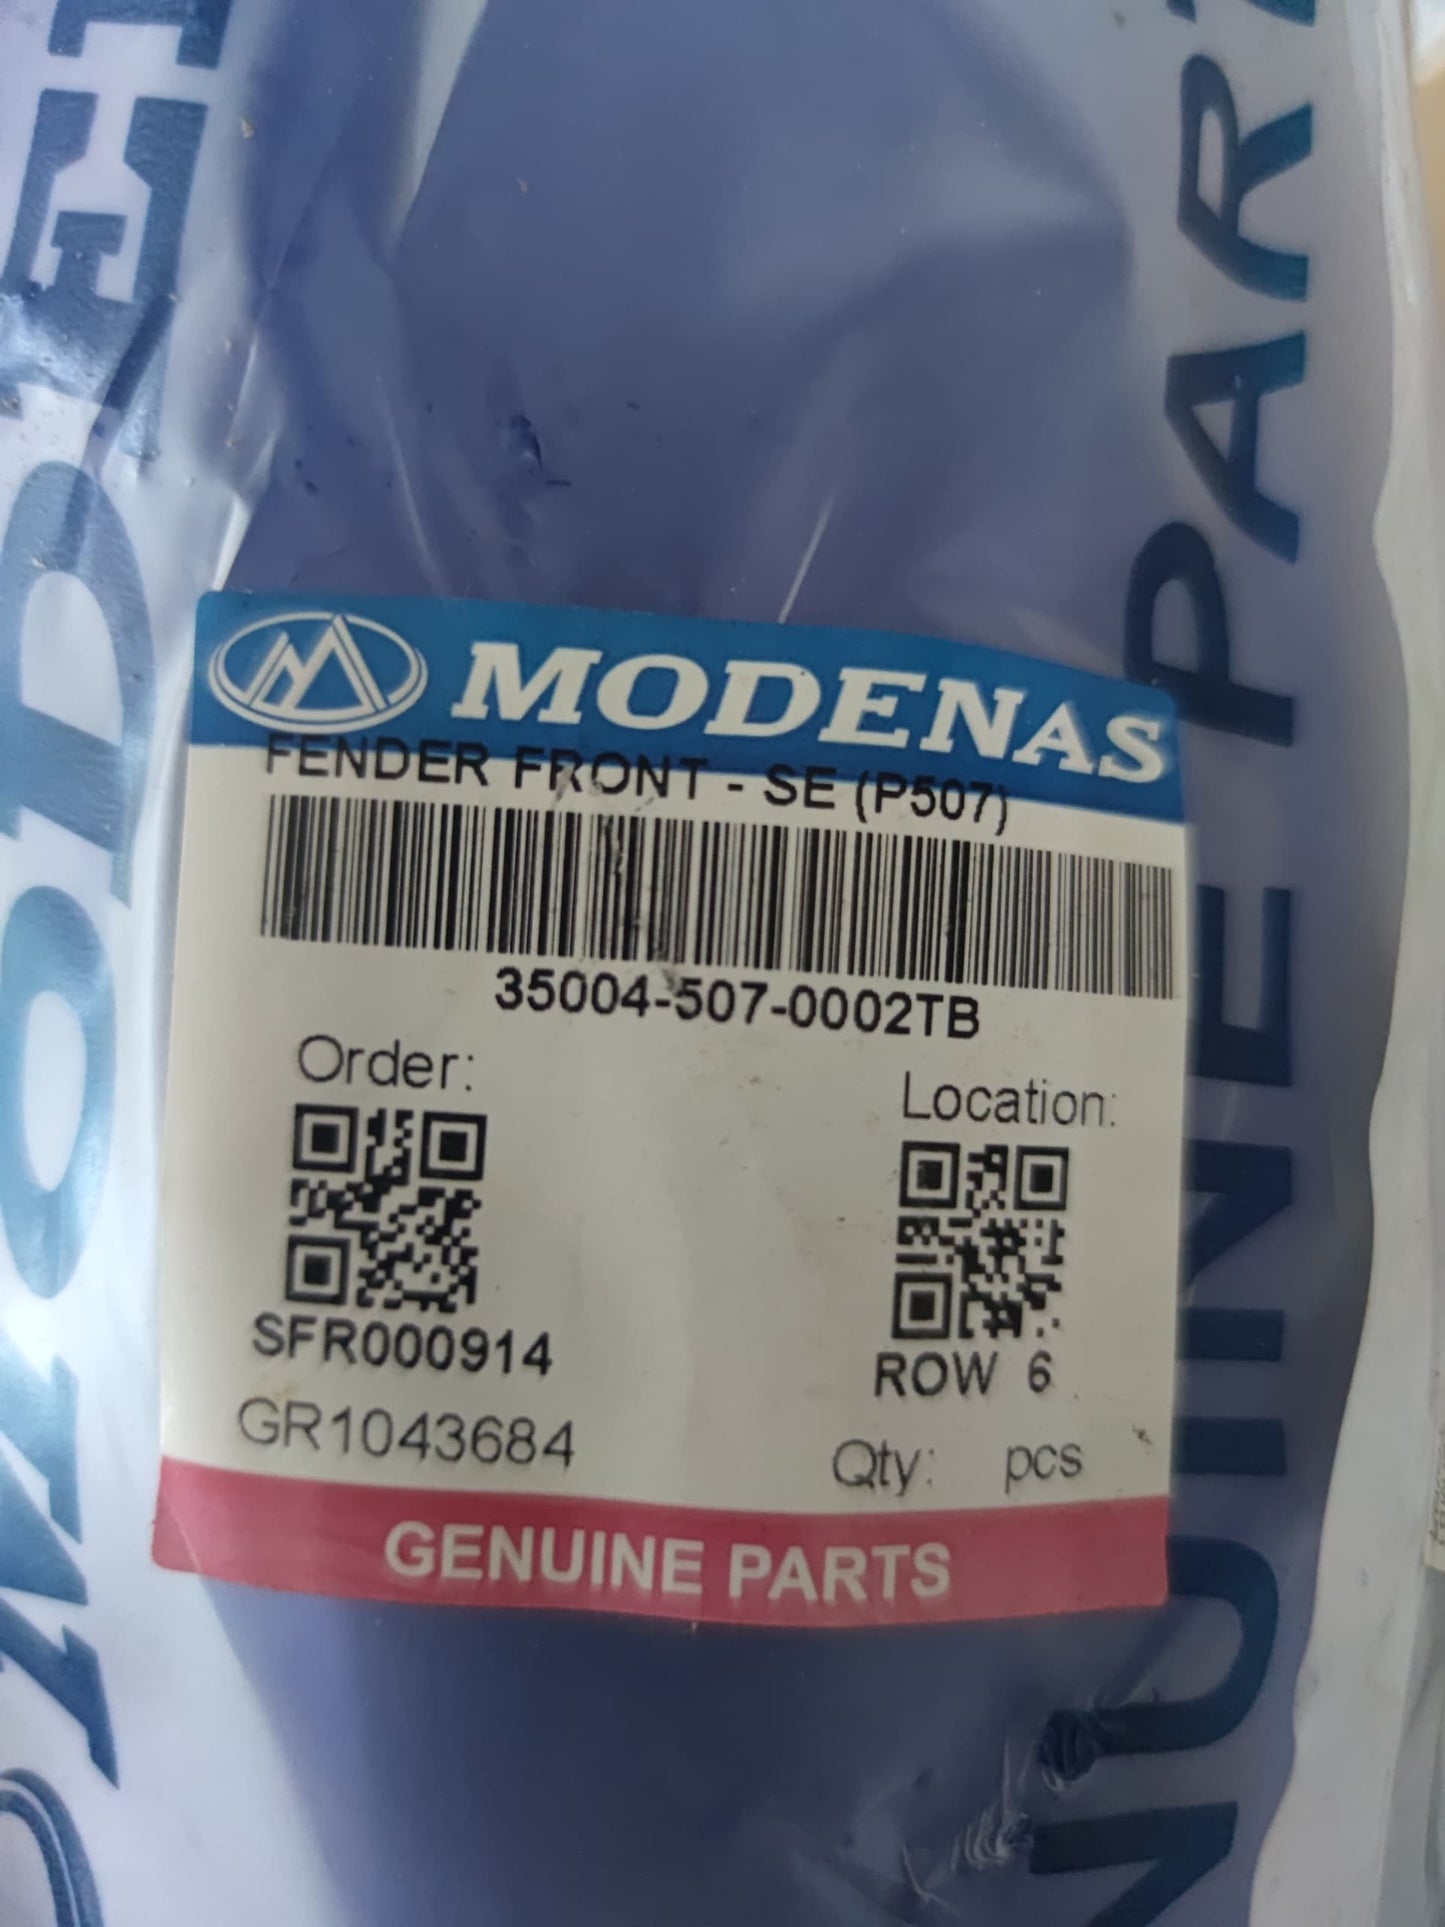 MODENAS
FENDER FRONT - SE (P507)
35004-507-0002TB
Order:
Location:
SFR000914
ROW 6
GR1043684
Qty: pcs
GENUINE PARTS